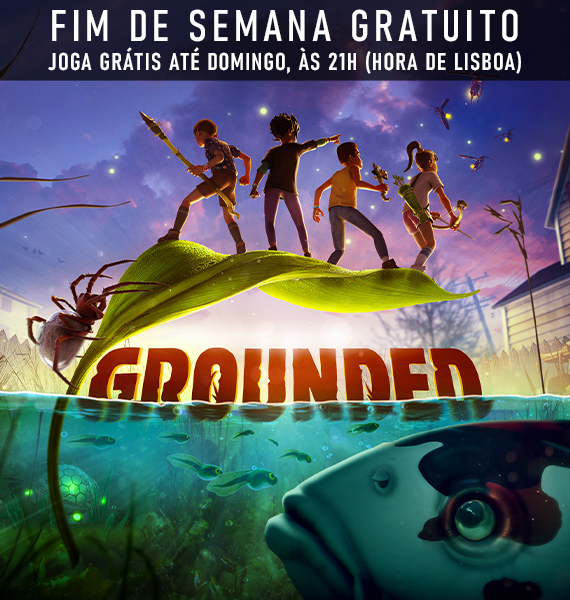 FIM DE SEMANA GRATUITO
JOGA GRÁTIS ATÉ DOMINGO, ÀS 21H (HORA DE LISBOA)
GROUNDED